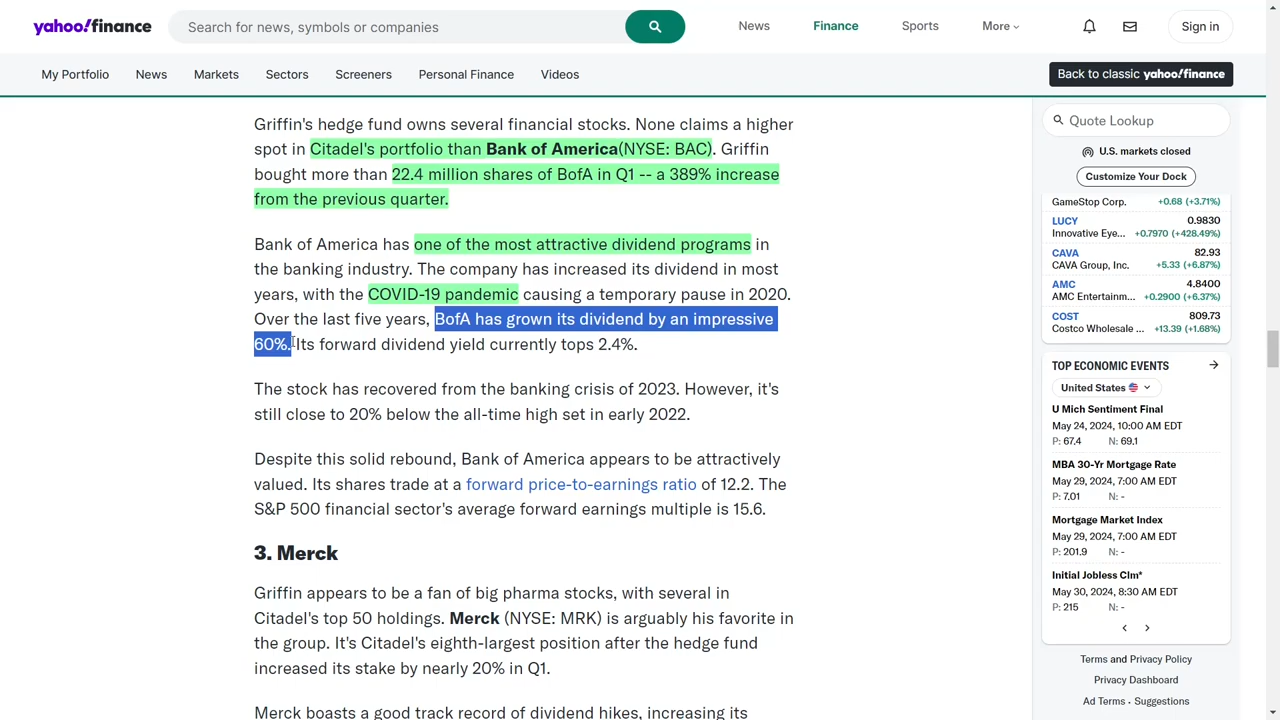 yahoo!finance
Search for news, symbols or companies
News
Finance
Sports
More
Sign in
My Portfolio
News
Markets
Sectors
Screeners
Personal Finance
Videos
Back to classic yahoo!finance
Griffin's hedge fund owns several financial stocks. None claims a higher
spot in Citadel's portfolio than Bank of America(NYSE: BAC). Griffin
bought more than 22.4 million shares of BofA in Q1 -- a 389% increase
from the previous quarter.
Bank of America has one of the most attractive dividend programs in
the banking industry. The company has increased its dividend in most
years, with the COVID-19 pandemic causing a temporary pause in 2020.
Over the last five years, BofA has grown its dividend by an impressive
60%. Its forward dividend yield currently tops 2.4%.
The stock has recovered from the banking crisis of 2023. However, it's
still close to 20% below the all-time high set in early 2022.
Despite this solid rebound, Bank of America appears to be attractively
valued. Its shares trade at a forward price-to-earnings ratio of 12.2. The
S&P 500 financial sector's average forward earnings multiple is 15.6.
3. Merck
Griffin appears to be a fan of big pharma stocks, with several in
Citadel's top 50 holdings. Merck (NYSE: MRK) is arguably his favorite in
the group. It's Citadel's eighth-largest position after the hedge fund
increased its stake by nearly 20% in Q1.
Merck boasts a good track record of dividend hikes, increasing its
Quote Lookup
U.S. markets closed
Customize Your Dock
GameStop Corp. +0.68 (+3.71%)
LUCY 0.9830
Innovative Eye... +0.7970 (+428.49%)
CAVA 82.93
CAVA Group, Inc. +5.33 (+6.87%)
AMC 4.8400
AMC Entertainm... +0.2900 (+6.37%)
COST 809.73
Costco Wholesale ... +13.39 (+1.68%)
TOP ECONOMIC EVENTS
United States
U Mich Sentiment Final
May 24, 2024, 10:00 AM EDT
P: 67.4 N: 69.1
MBA 30-Yr Mortgage Rate
May 29, 2024, 7:00 AM EDT
P: 7.01 N: -
Mortgage Market Index
May 29, 2024, 7:00 AM EDT
P: 201.9 N: -
Initial Jobless Clm*
May 30, 2024, 8:30 AM EDT
P: 215 N: -
Terms and Privacy Policy
Privacy Dashboard
Ad Terms • Suggestions